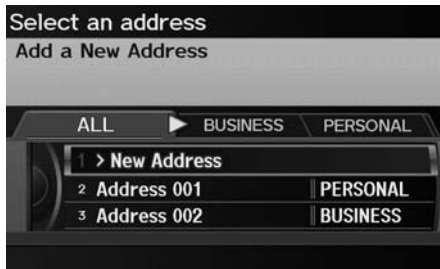 Select an address
Add a New Address
ALL BUSINESS PERSONAL
1 > New Address
2 Address 001 PERSONAL
3 Address 002 BUSINESS